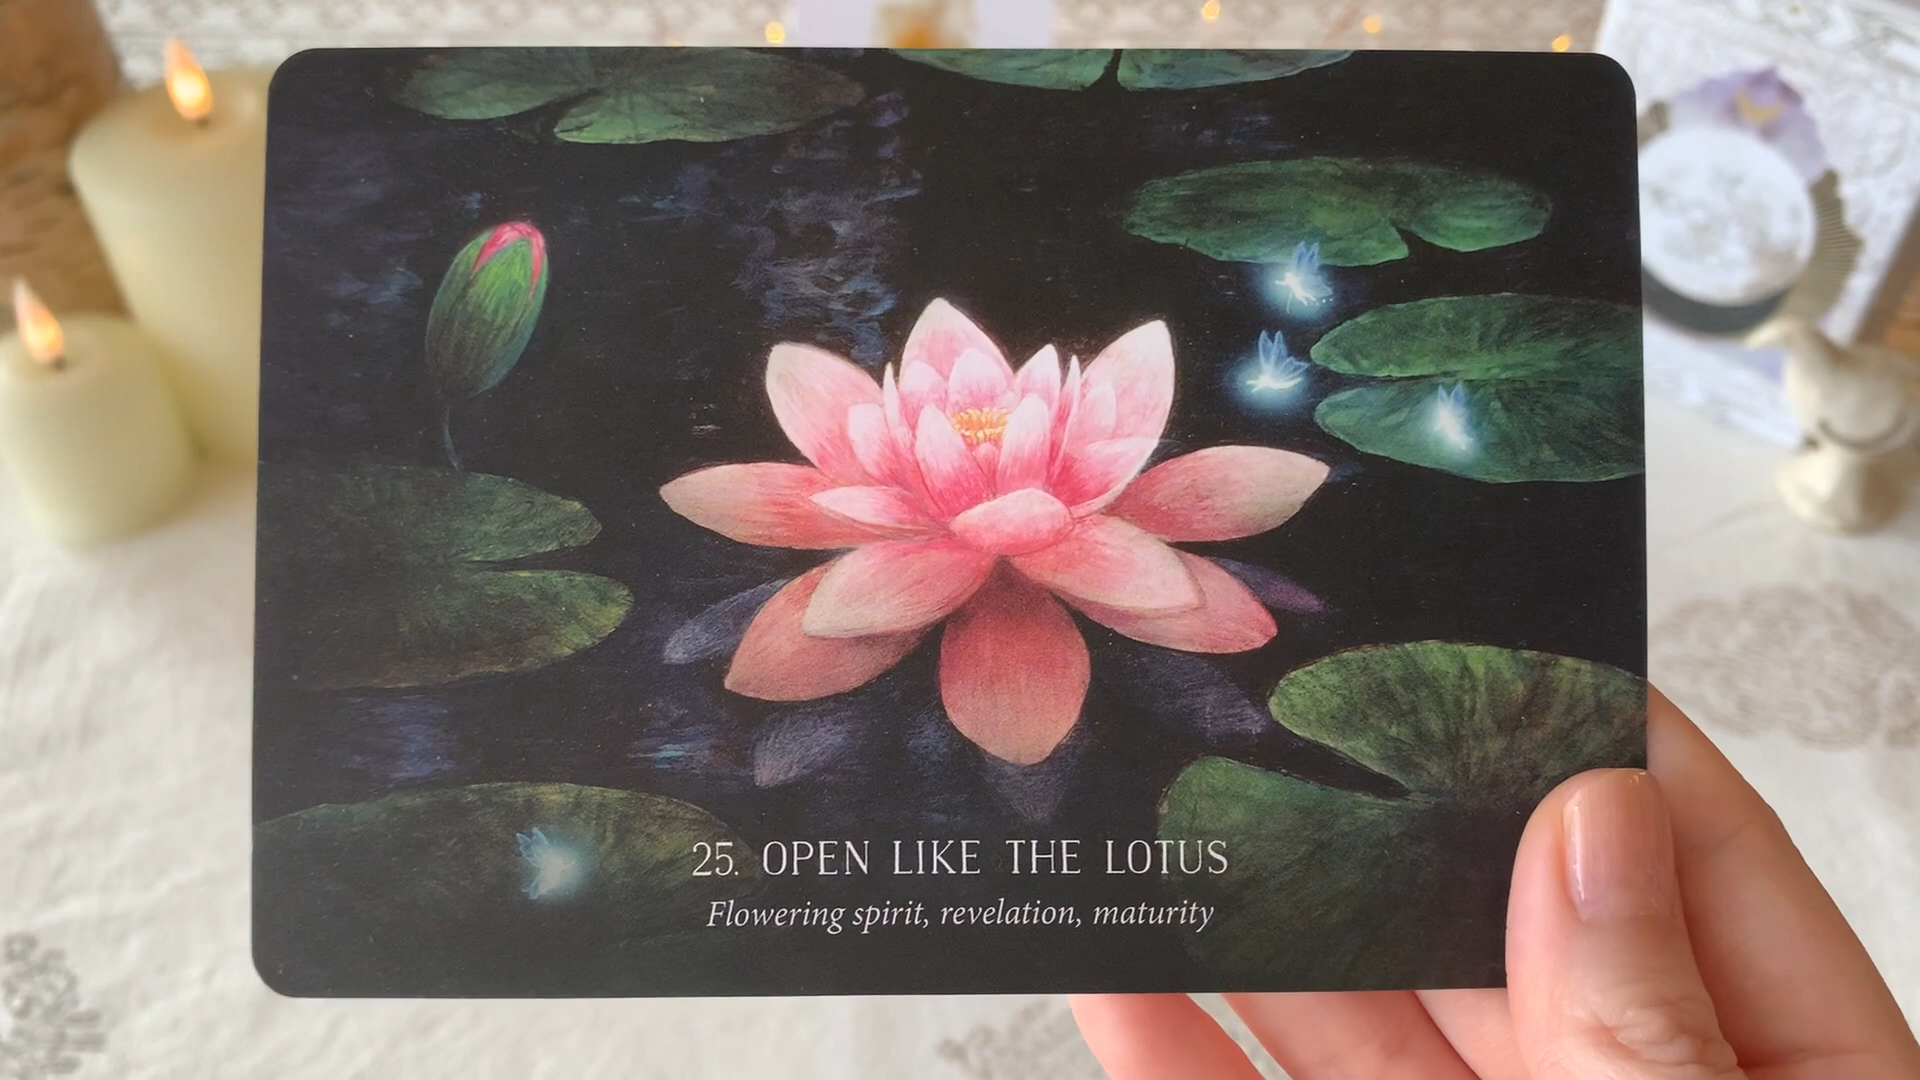 25. OPEN LIKE THE LOTUS
Flowering spirit, revelation, maturity